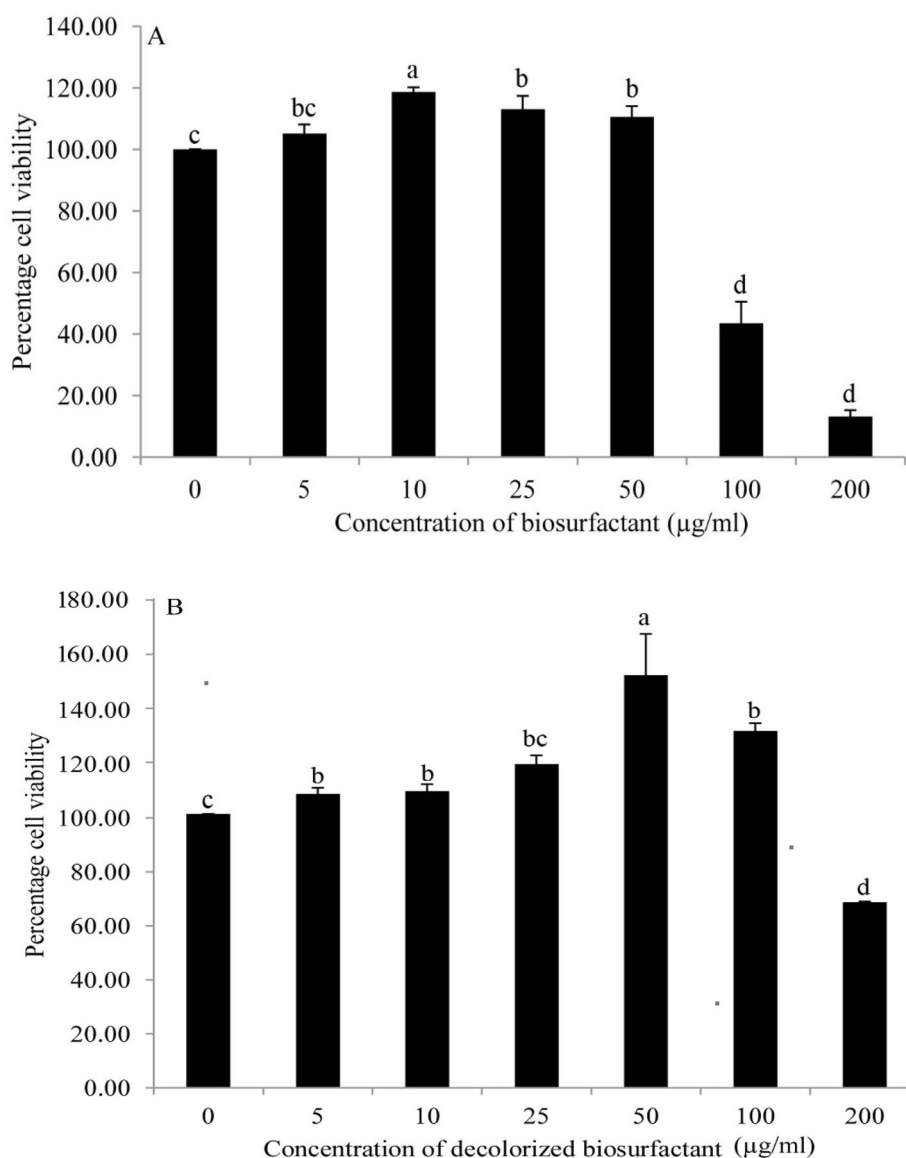 A
140.00
120.00
100.00
80.00
60.00
40.00
20.00
0.00
Percentage cell viability
c
bc
a
b
b
d
d
0 5 10 25 50 100 200
Concentration of biosurfactant (µg/ml)
B
180.00
160.00
140.00
120.00
100.00
80.00
60.00
40.00
20.00
0.00
Percentage cell viability
c
b
b
bc
a
b
d
0 5 10 25 50 100 200
Concentration of decolorized biosurfactant (µg/ml)